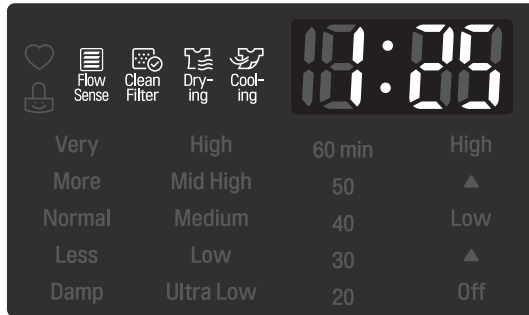 1:25
Flow Sense
Clean Filter
Dry-ing
Cool-ing
Very High 60 min High
More Mid High 50 ▲
Normal Medium 40 Low
Less Low 30 ▲
Damp Ultra Low 20 Off